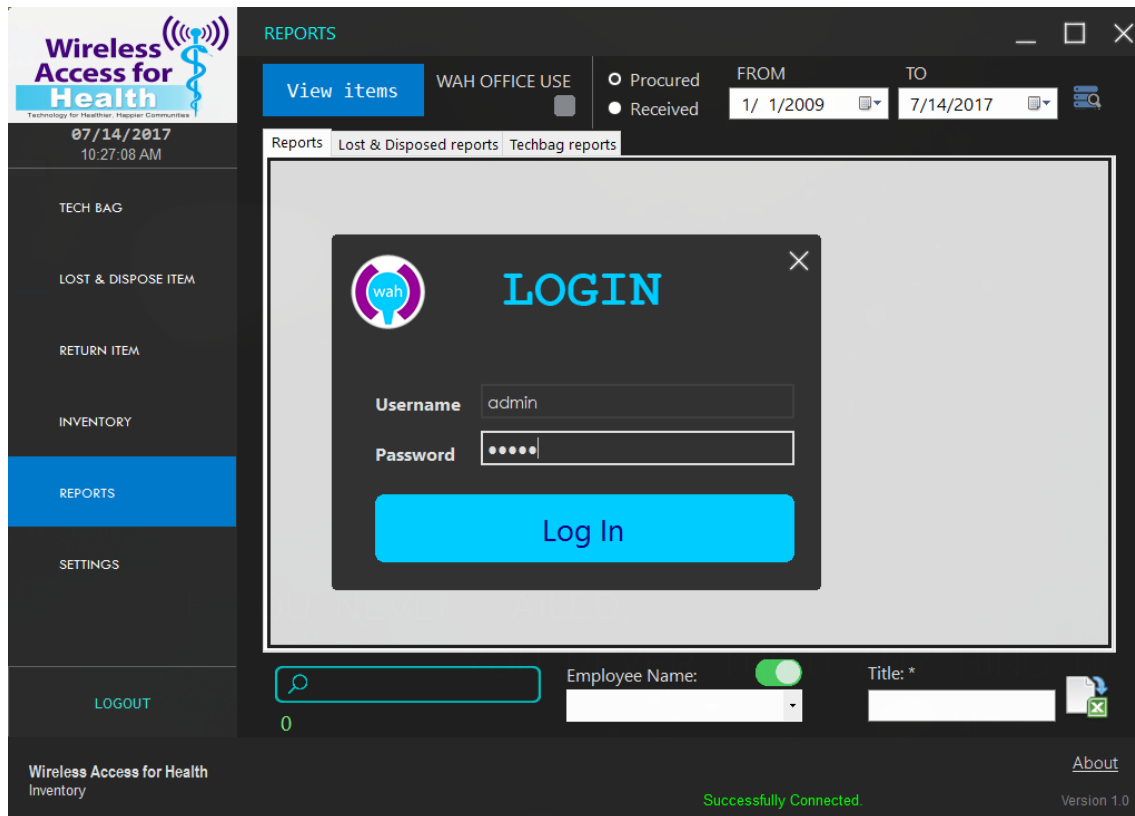 Wireless
Access for
Health
Technology for Healthier, Happier Communities
07/14/2017
10:27:08 AM
TECH BAG
LOST & DISPOSE ITEM
RETURN ITEM
INVENTORY
REPORTS
SETTINGS
LOGOUT
Wireless Access for Health
Inventory
REPORTS
View items
WAH OFFICE USE
Procured
Received
FROM
1/ 1/2009
TO
7/14/2017
Reports Lost & Disposed reports Techbag reports
wah
LOGIN
Username admin
Password •••••
Log In
0
Employee Name:
Title: *
Successfully Connected.
About
Version 1.0